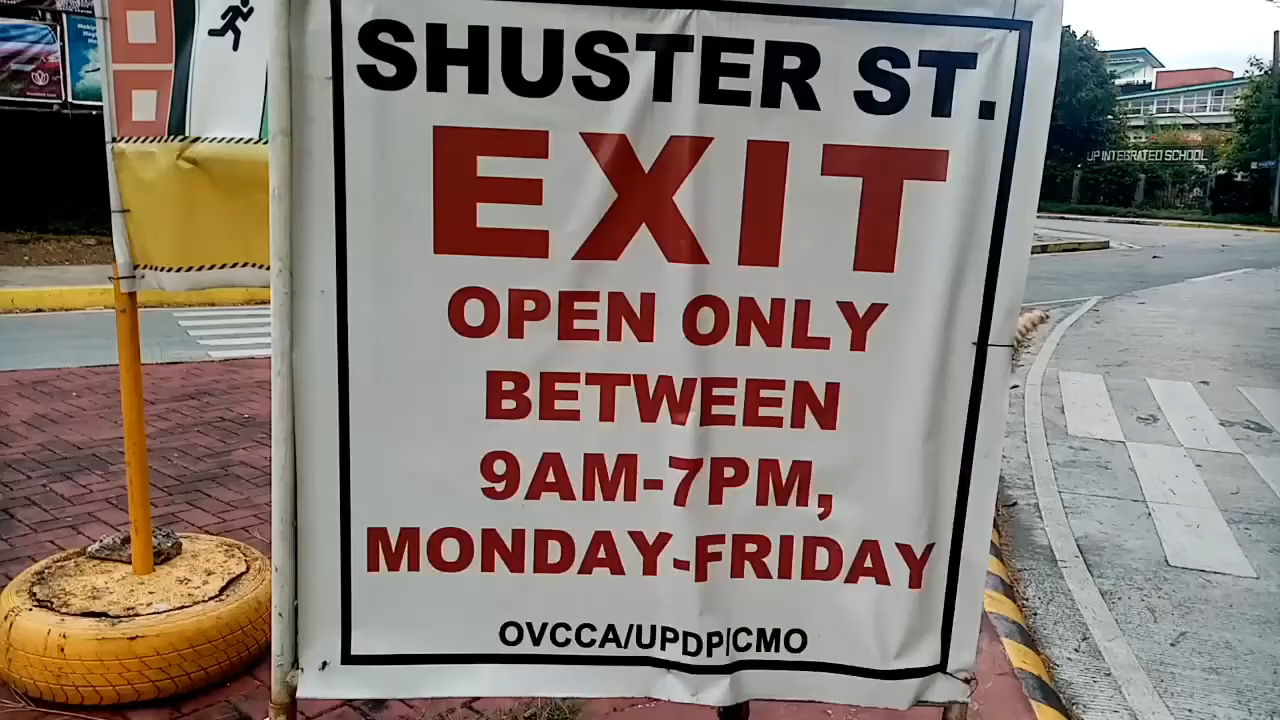 SHUSTER ST.
EXIT
OPEN ONLY
BETWEEN
9AM-7PM,
MONDAY-FRIDAY
OVCCA/UPDP/CMO
UP INTEGRATED SCHOOL